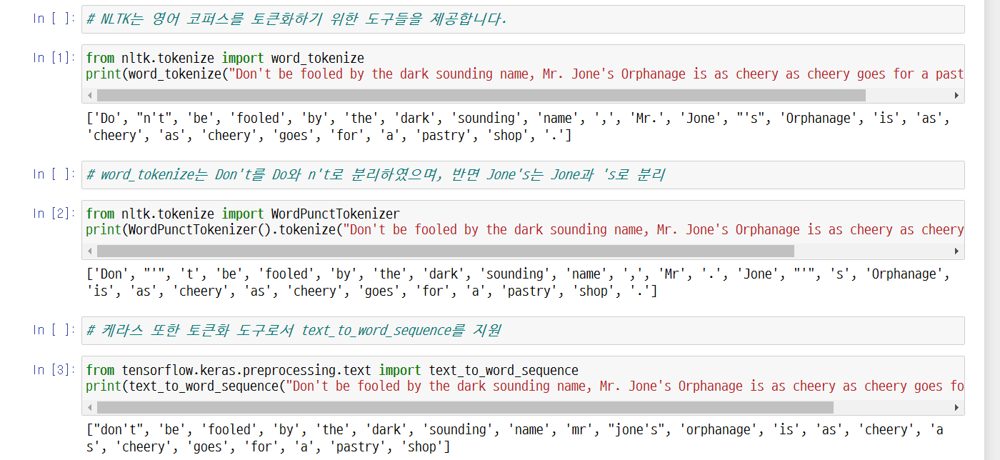 In [ ]: # NLTK는 영어 코퍼스를 토큰화하기 위한 도구들을 제공합니다.
In [1]: from nltk.tokenize import word_tokenize
print(word_tokenize("Don't be fooled by the dark sounding name, Mr. Jone's Orphanage is as cheery as cheery goes for a past
['Do', "n't", 'be', 'fooled', 'by', 'the', 'dark', 'sounding', 'name', ',', 'Mr.', 'Jone', "'s", 'Orphanage', 'is', 'as',
'cheery', 'as', 'cheery', 'goes', 'for', 'a', 'pastry', 'shop', '.']
In [ ]: # word_tokenize는 Don't를 Do와 n't로 분리하였으며, 반면 Jone's는 Jone과 's로 분리
In [2]: from nltk.tokenize import WordPunctTokenizer
print(WordPunctTokenizer().tokenize("Don't be fooled by the dark sounding name, Mr. Jone's Orphanage is as cheery as cheery
['Don', "'", 't', 'be', 'fooled', 'by', 'the', 'dark', 'sounding', 'name', ',', 'Mr', '.', 'Jone', "'", 's', 'Orphanage',
'is', 'as', 'cheery', 'as', 'cheery', 'goes', 'for', 'a', 'pastry', 'shop', '.']
In [ ]: # 케라스 또한 토큰화 도구로서 text_to_word_sequence를 지원
In [3]: from tensorflow.keras.preprocessing.text import text_to_word_sequence
print(text_to_word_sequence("Don't be fooled by the dark sounding name, Mr. Jone's Orphanage is as cheery as cheery goes fo
["don't", 'be', 'fooled', 'by', 'the', 'dark', 'sounding', 'name', 'mr', "jone's", 'orphanage', 'is', 'as', 'cheery', 'a
s', 'cheery', 'goes', 'for', 'a', 'pastry', 'shop']